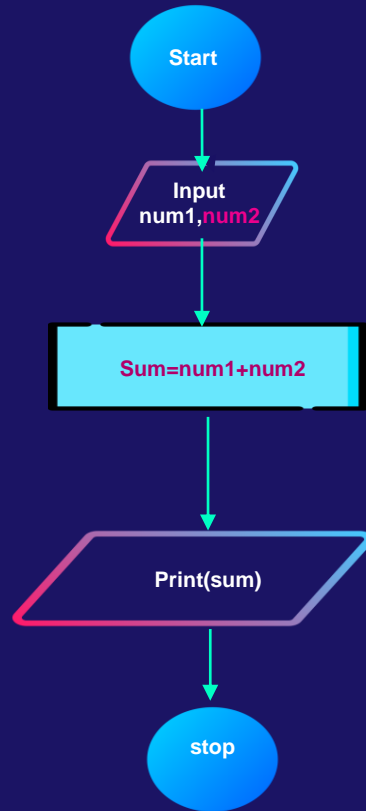 Start
Input
num1,num2
Sum=num1+num2
Print(sum)
stop